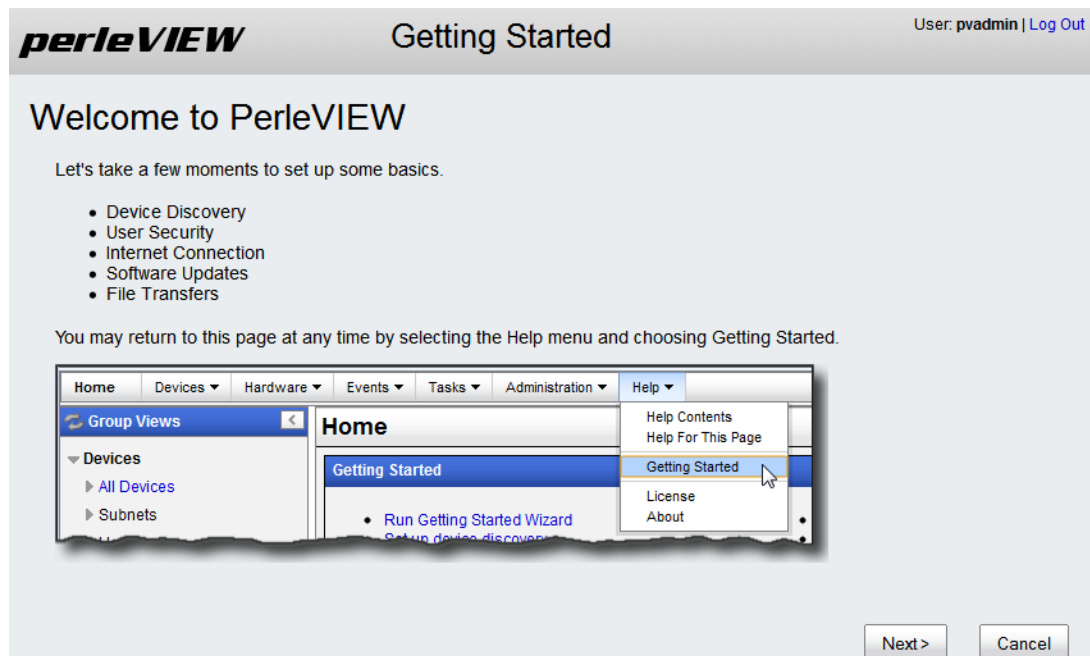 perleVIEW
Getting Started
User: pvadmin | Log Out
Welcome to PerleVIEW
Let's take a few moments to set up some basics.
• Device Discovery
• User Security
• Internet Connection
• Software Updates
• File Transfers
You may return to this page at any time by selecting the Help menu and choosing Getting Started.
Home Devices Hardware Events Tasks Administration Help
Group Views
Home
Help Contents
Help For This Page
Getting Started
License
About
Devices
All Devices
Subnets
Getting Started
• Run Getting Started Wizard
Set up device discovery
Next >
Cancel